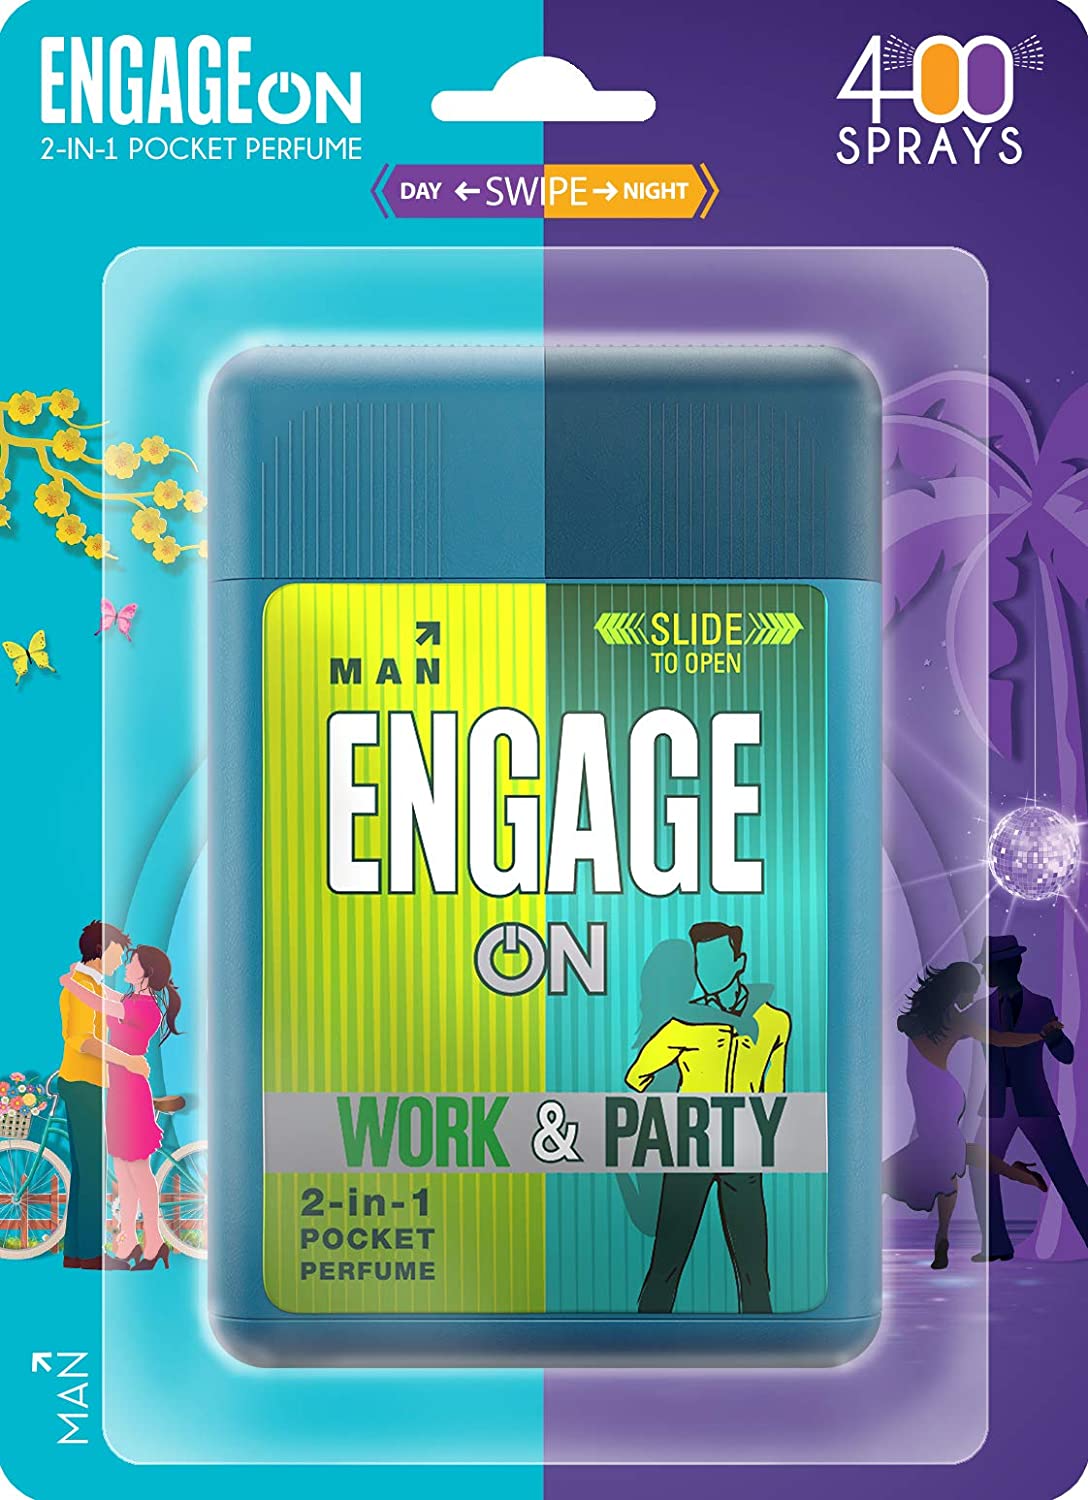 ENGAGE ON
2-IN-1 POCKET PERFUME
400
SPRAYS
DAY ←SWIPE→ NIGHT
MAN
SLIDE
TO OPEN
ENGAGE
ON
WORK & PARTY
2-in-1
POCKET
PERFUME
MAN